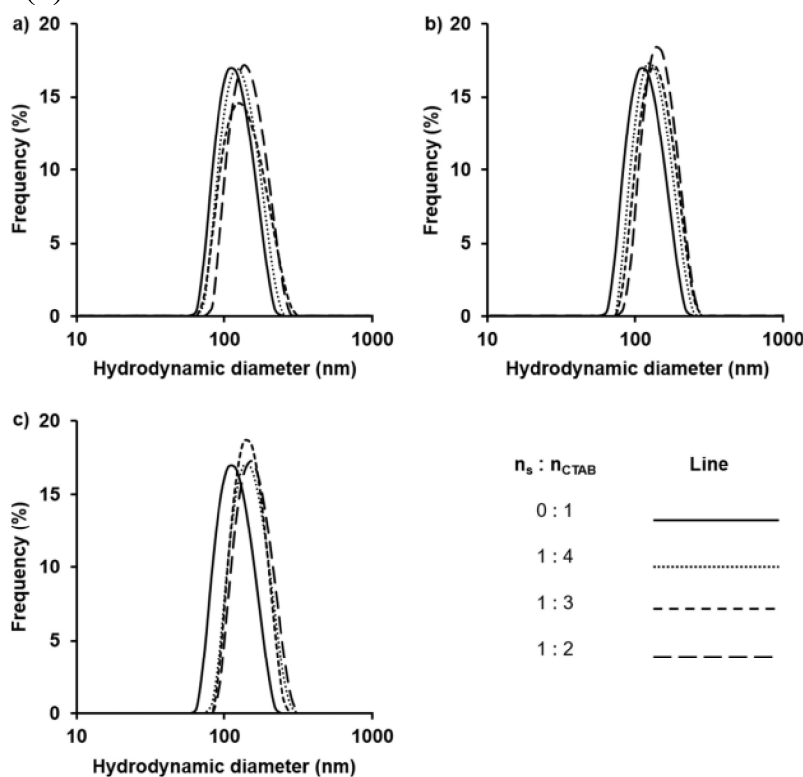 a)
20
15
10
5
0
Frequency (%)
10 100 1000
Hydrodynamic diameter (nm)
b)
20
15
10
5
0
Frequency (%)
10 100 1000
Hydrodynamic diameter (nm)
c)
20
15
10
5
0
Frequency (%)
10 100 1000
Hydrodynamic diameter (nm)
ns : nCTAB Line
0 : 1
1 : 4
1 : 3
1 : 2